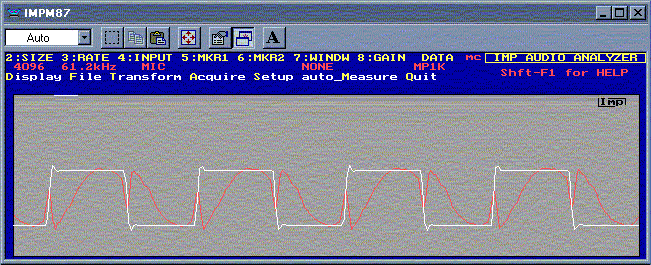 IMPM87
Auto
A
2:SIZE 3:RATE 4:INPUT 5:MKR1 6:MKR2 7:WINDW 8:GAIN DATA MC IMP AUDIO ANALYZER
4096 61.2kHz MIC NONE MP1K Shft-F1 for HELP
Display File Transform Acquire Setup auto_Measure Quit
Imp